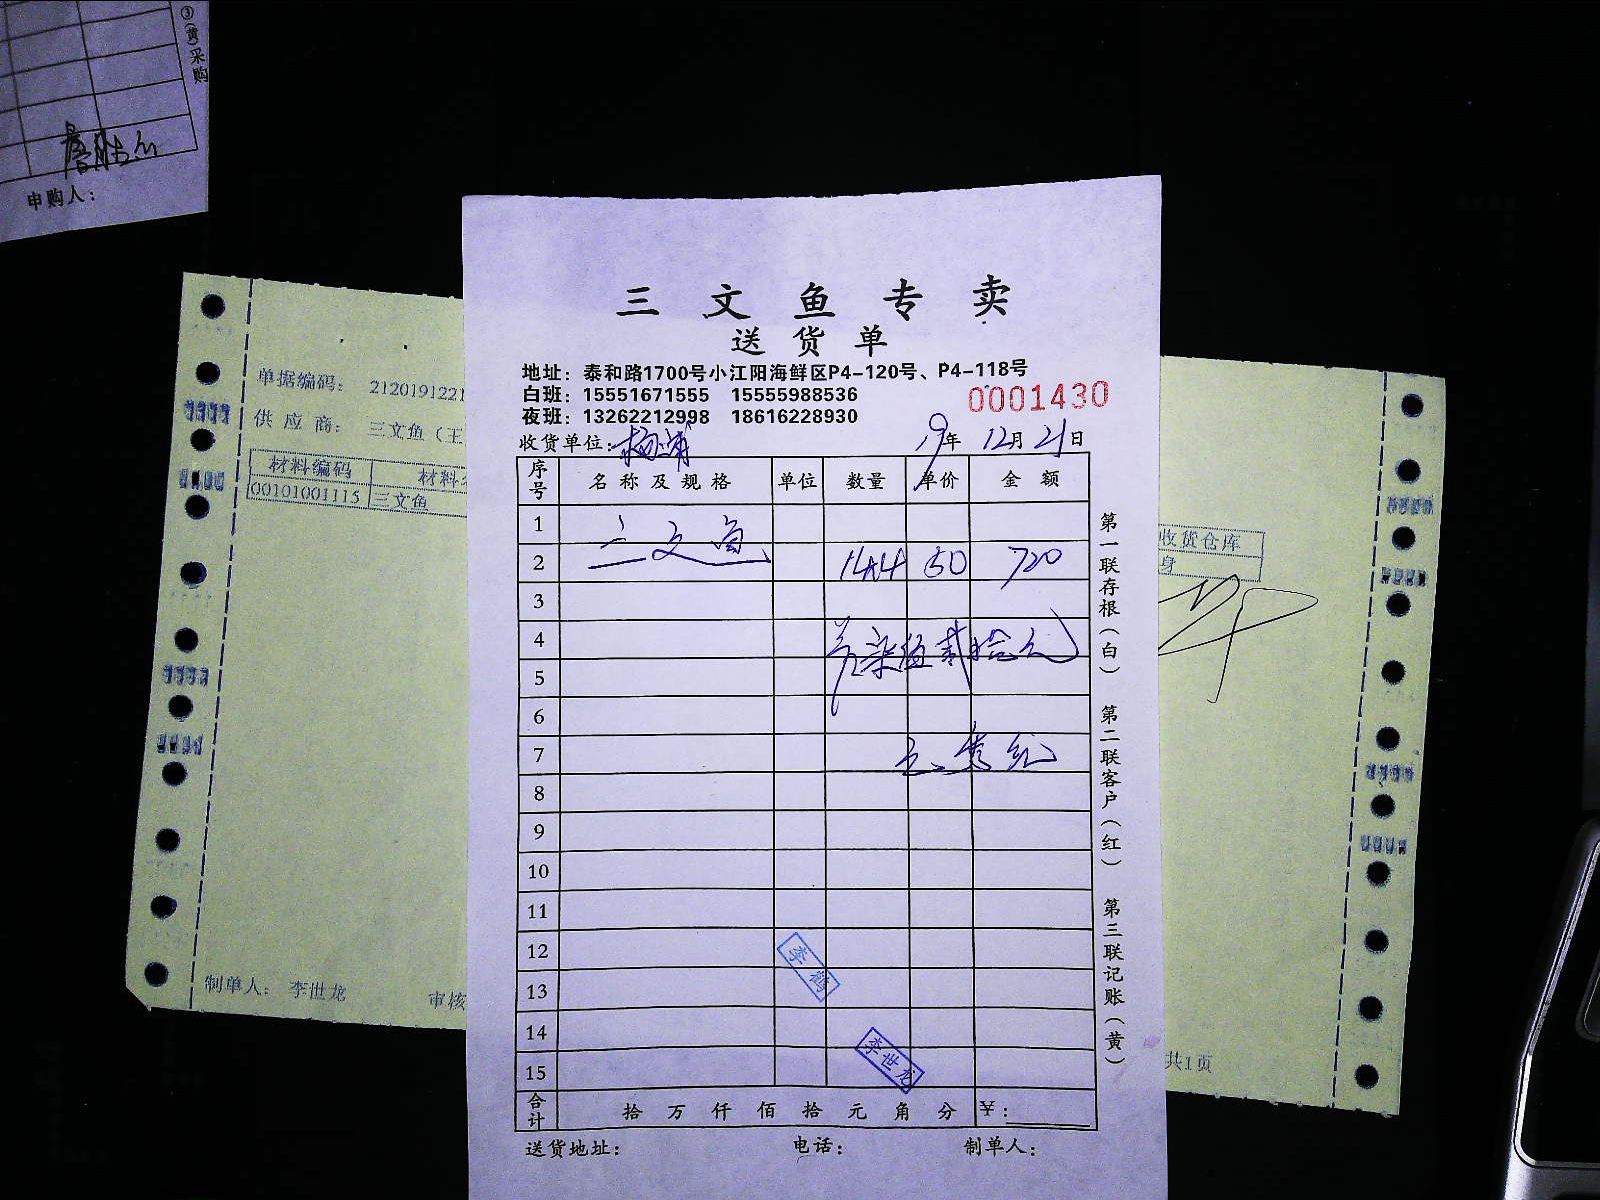 ③(黄)采购
申购人：
三文鱼专卖
送货单
地址：泰和路1700号小江阳海鲜区P4-120号、P4-118号
白班：15551671555 15555988536
夜班：13262212998 18616228930
0001430
收货单位：杨浦 19年12月21日
序号 名称及规格 单位 数量 单价 金额
1 三文鱼
2 14.4 50 720
3
4
5
6
7
8
9
10
11
12
13
14
15
李鹤
李世龙
合计 拾 万 仟 佰 拾 元 角 分 ￥：
送货地址： 电话： 制单人：
第一联存根（白） 第二联客户（红） 第三联记账（黄）
单据编码： 2120191221
供应商： 三文鱼（王
材料编码 材料
00101001115 三文鱼
制单人： 李世龙 审核
收货仓库
身
共1页